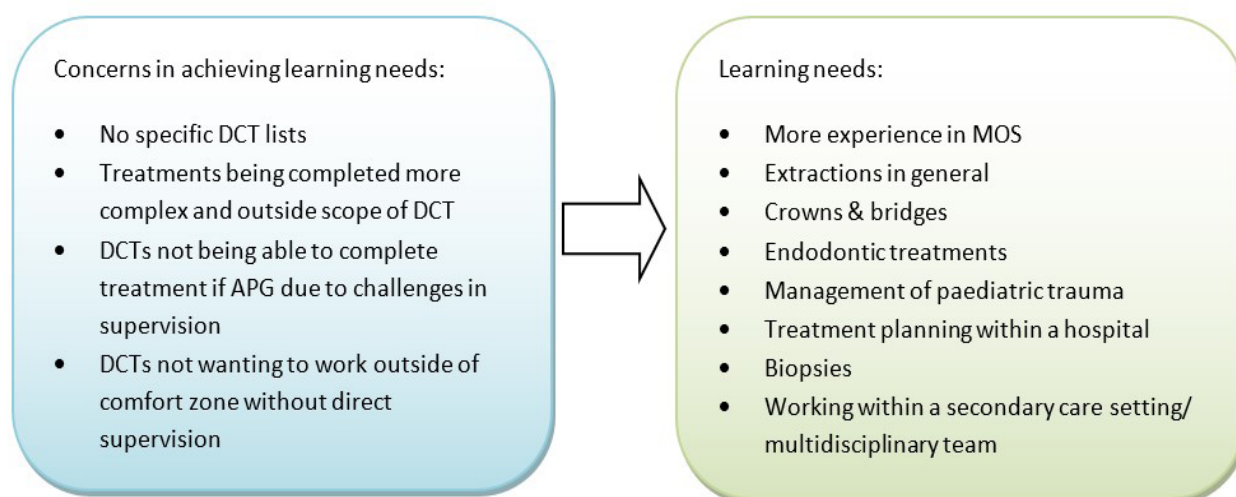 Concerns in achieving learning needs:
• No specific DCT lists
• Treatments being completed more
complex and outside scope of DCT
• DCTs not being able to complete
treatment if APG due to challenges in
supervision
• DCTs not wanting to work outside of
comfort zone without direct
supervision
Learning needs:
• More experience in MOS
• Extractions in general
• Crowns & bridges
• Endodontic treatments
• Management of paediatric trauma
• Treatment planning within a hospital
• Biopsies
• Working within a secondary care setting/
multidisciplinary team